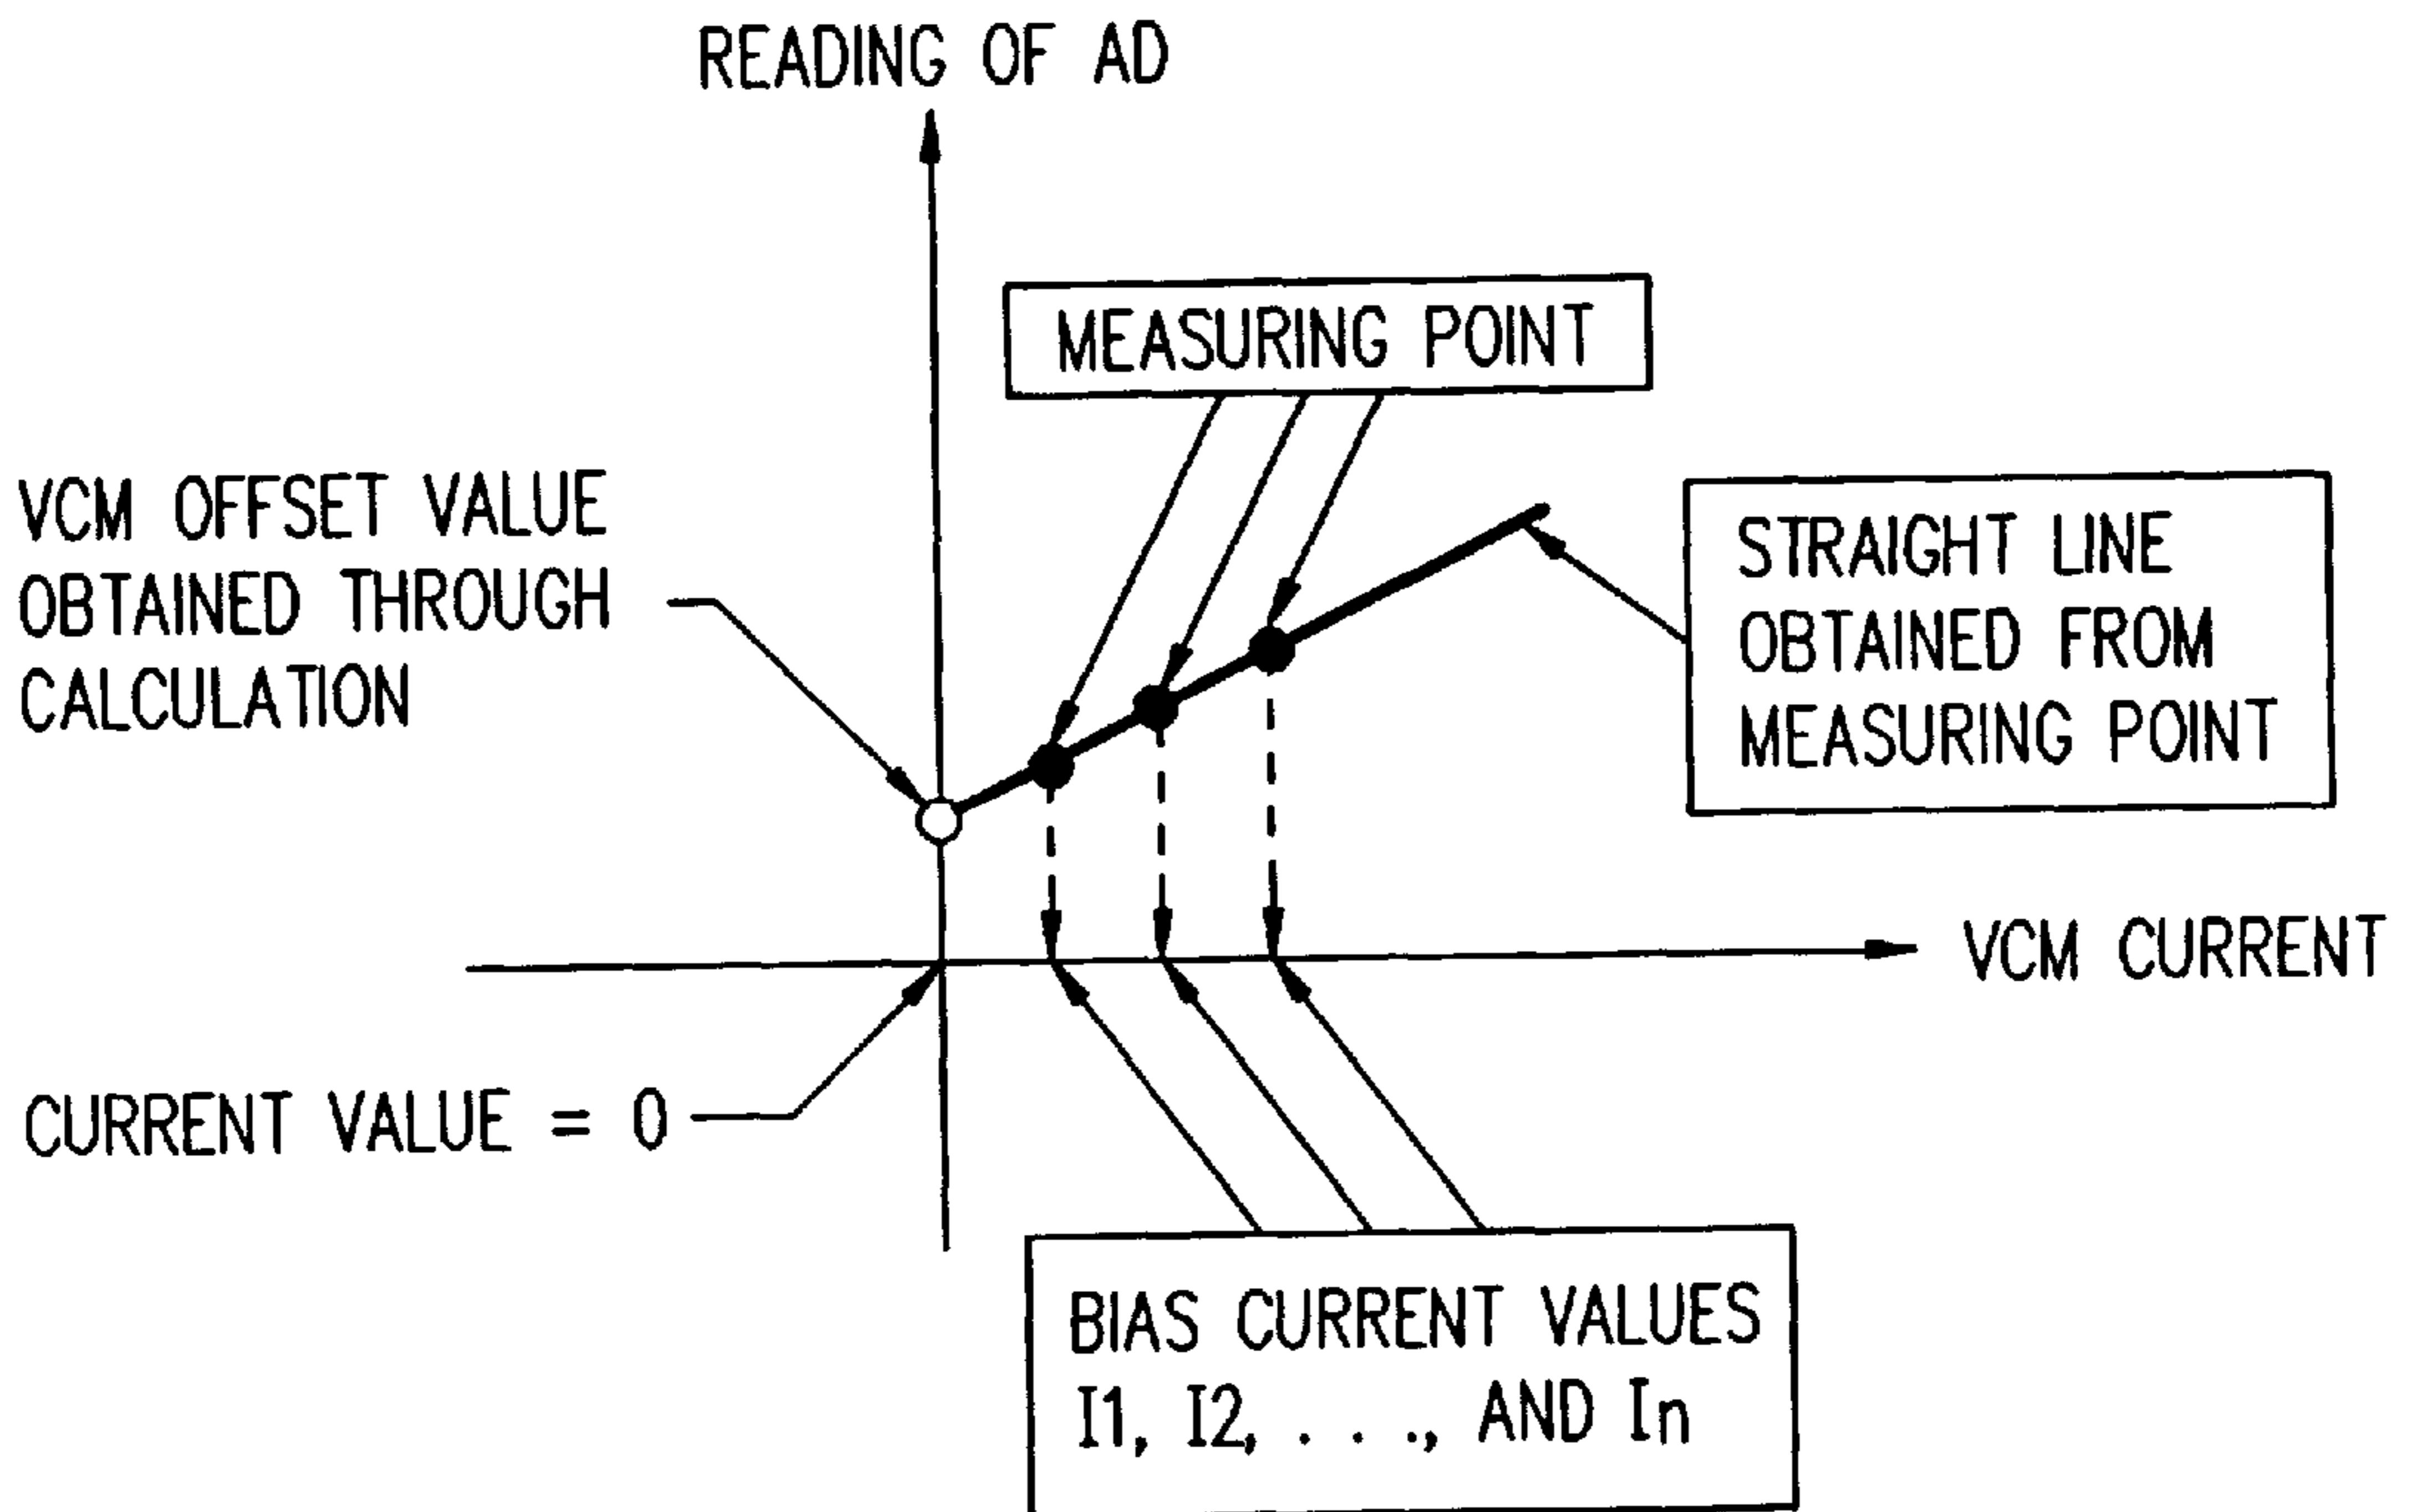 READING OF AD
MEASURING POINT
VCM OFFSET VALUE
OBTAINED THROUGH
CALCULATION
STRAIGHT LINE
OBTAINED FROM
MEASURING POINT
VCM CURRENT
CURRENT VALUE = 0
BIAS CURRENT VALUES
I1, I2, . . ., AND In